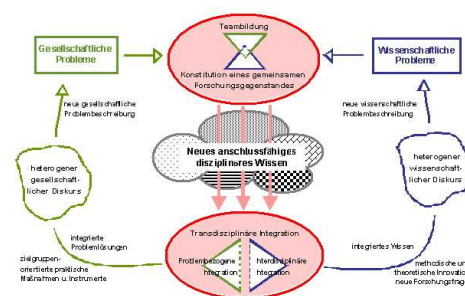 Teambildung
Gesellschaftliche
Probleme
Wissenschaftliche
Probleme
Konstitution eines gemeinsamen
Forschungsgegenstandes
neue gesellschaftliche
Problembeschreibung
neue wissenschaftliche
Problembeschreibung
Neues anschlussfähiges
disziplinäres Wissen
heterogener
gesellschaft-
licher Diskurs
heterogener
wissenschaft-
licher Diskurs
Transdisziplinäre Integration
integrierte
Problemlösungen
Problembezogene
Integration
Interdisziplinäre
Integration
integriertes Wissen
zielgruppen-
orientierte praktische
Maßnahmen u. Instrumente
methodische un
theoretische Innovatio
neue Forschungsfrag